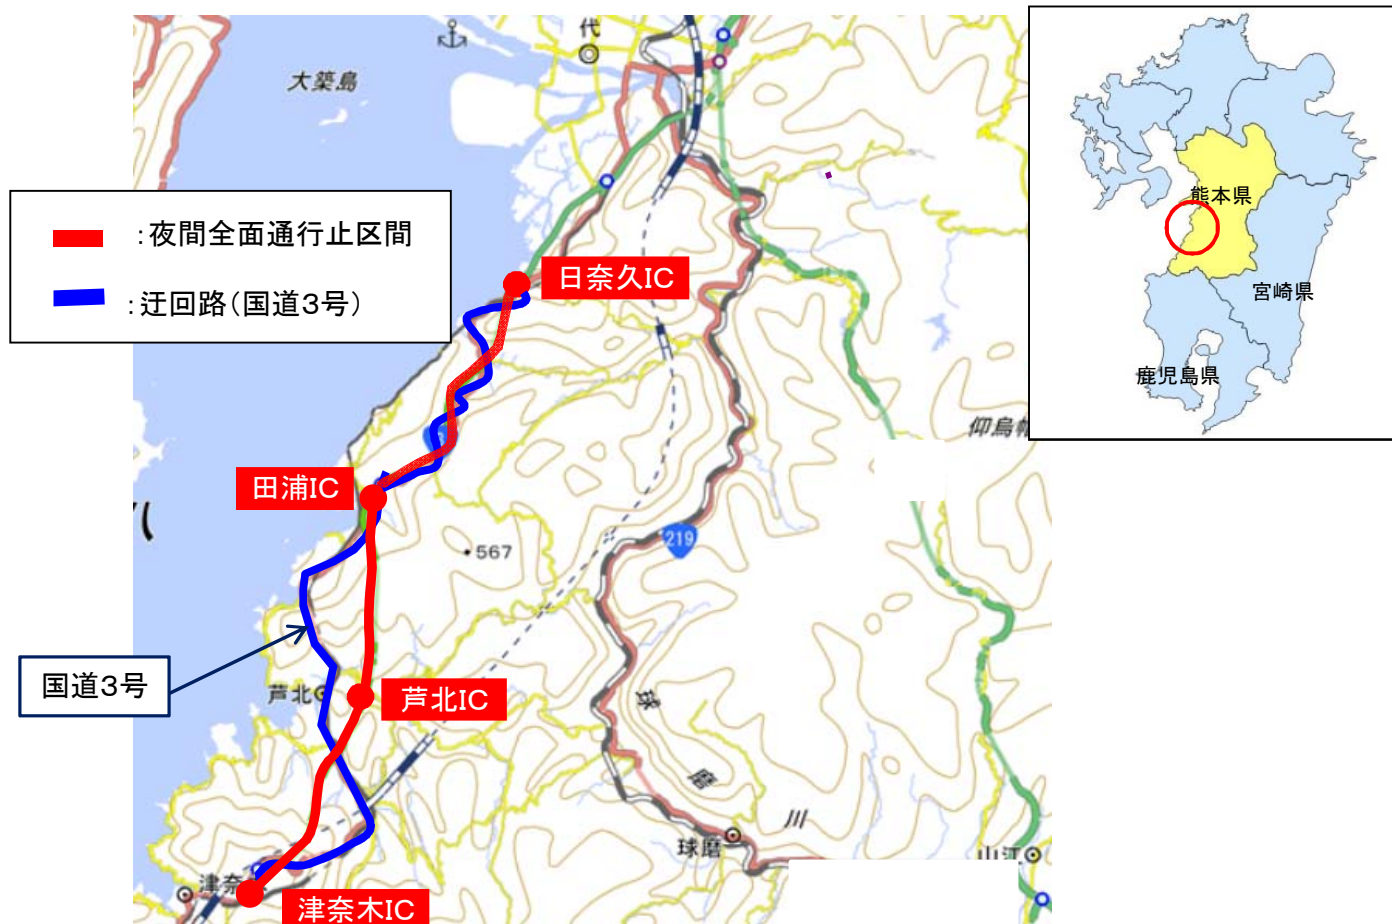 代
大築島
熊本県
宮崎県
鹿児島県
:夜間全面通行止区間
:迂回路(国道3号)
日奈久IC
仰烏帽
田浦IC
567
219
国道3号
芦北
芦北IC
球
磨
川
球磨
山江
津奈
津奈木IC